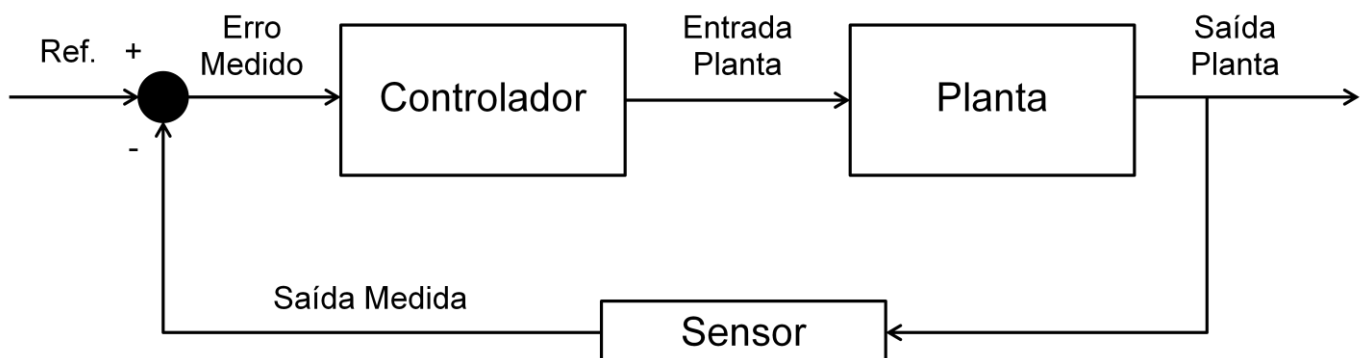 Ref.
+
Erro
Medido
Controlador
Entrada
Planta
Planta
Saída
Planta
-
Saída Medida
Sensor